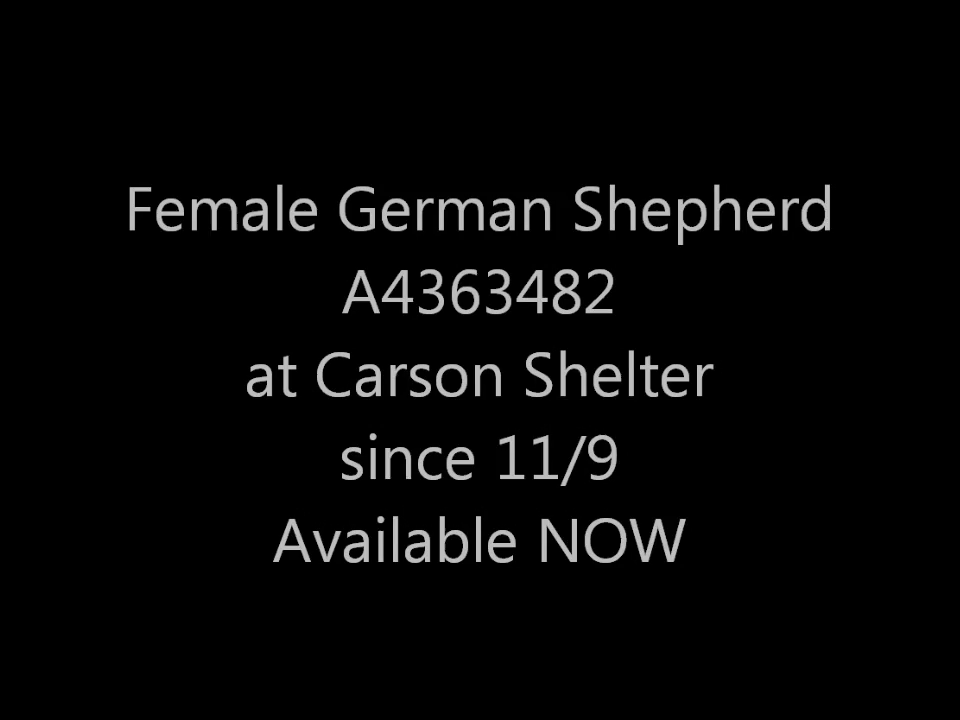 Female German Shepherd
A4363482
at Carson Shelter
since 11/9
Available NOW